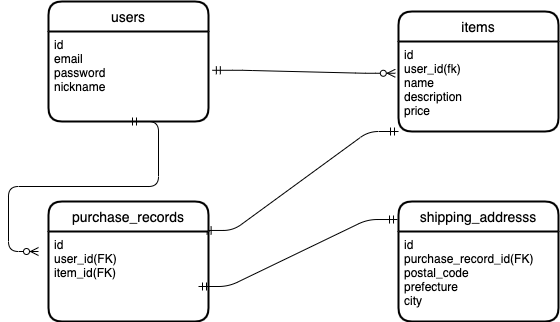 users
id
email
password
nickname
items
id
user_id(fk)
name
description
price
purchase_records
id
user_id(FK)
item_id(FK)
shipping_addresss
id
purchase_record_id(FK)
postal_code
prefecture
city